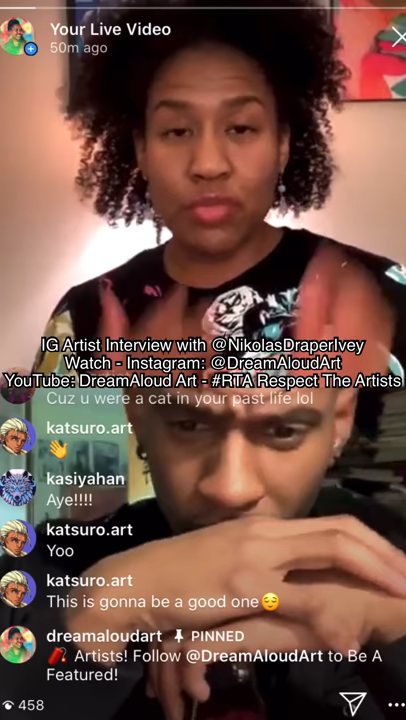 Your Live Video
50m ago
IG Artist Interview with @NikolasDraperIvey
Watch - Instagram: @DreamAloudArt
YouTube: DreamAloud Art - #RTA Respect The Artists
Cuz u were a cat in your past life lol
katsuro.art
👋
kasiyahan
Aye!!!!
katsuro.art
Yoo
katsuro.art
This is gonna be a good one😌
dreamaloudart PINNED
🧨 Artists! Follow @DreamAloudArt to Be A
Featured!
458